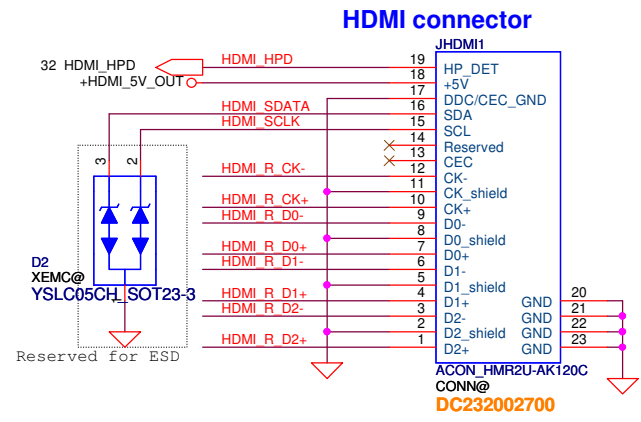 HDMI connector
JHDMI1
32 HDMI_HPD
HDMI_HPD
19 HP_DET
+HDMI_5V_OUT
18 +5V
17 DDC/CEC_GND
HDMI_SDATA
16 SDA
HDMI_SCLK
15 SCL
14 Reserved
13 CEC
HDMI_R_CK-
12 CK-
11 CK_shield
HDMI_R_CK+
10 CK+
HDMI_R_D0-
9 D0-
8 D0_shield
HDMI_R_D0+
7 D0+
HDMI_R_D1-
6 D1-
5 D1_shield
HDMI_R_D1+
4 D1+ GND 20
HDMI_R_D2-
3 D2- GND 21
2 D2_shield GND 22
HDMI_R_D2+
1 D2+ GND 23
3 2
D2
XEMC@
YSLC05CH_SOT23-3
Reserved for ESD
ACON_HMR2U-AK120C
CONN@
DC232002700